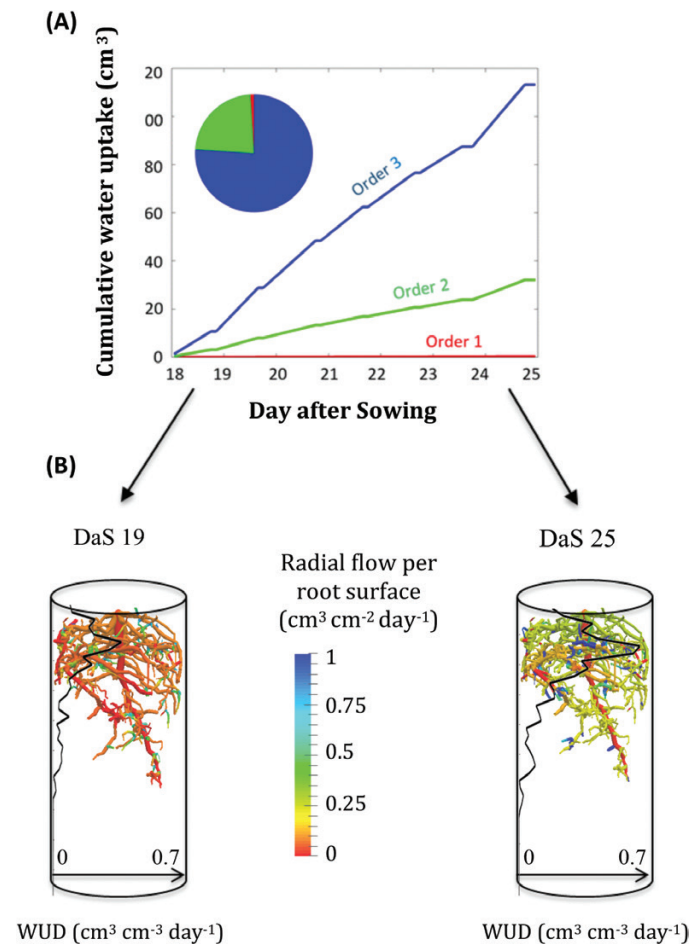 (A)
Cumulative water uptake (cm³)
20
00
80
60
40
20
0
Order 3
Order 2
Order 1
18 19 20 21 22 23 24 25
Day after Sowing
(B)
DaS 19
DaS 25
Radial flow per
root surface
(cm³ cm⁻² day⁻¹)
1
0.75
0.5
0.25
0
0 0.7
0 0.7
WUD (cm³ cm⁻³ day⁻¹)
WUD (cm³ cm⁻³ day⁻¹)